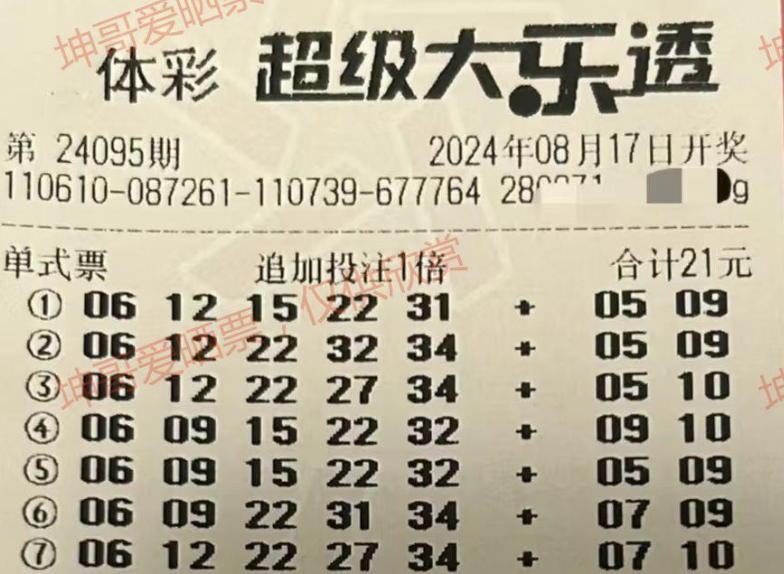 坤哥爱晒票
体彩 超级大乐透
第 24095期 2024年08月17日开奖
110610-087261-110739-677764 28 g
单式票 追加投注1倍 合计21元
坤哥爱晒票，仅供欣赏
① 06 12 15 22 31 + 05 09
② 06 12 22 32 34 + 05 09
③ 06 12 22 27 34 + 05 10
④ 06 09 15 22 32 + 09 10
⑤ 06 09 15 22 32 + 05 09
⑥ 06 09 22 31 34 + 07 09
⑦ 06 12 22 27 34 + 07 10